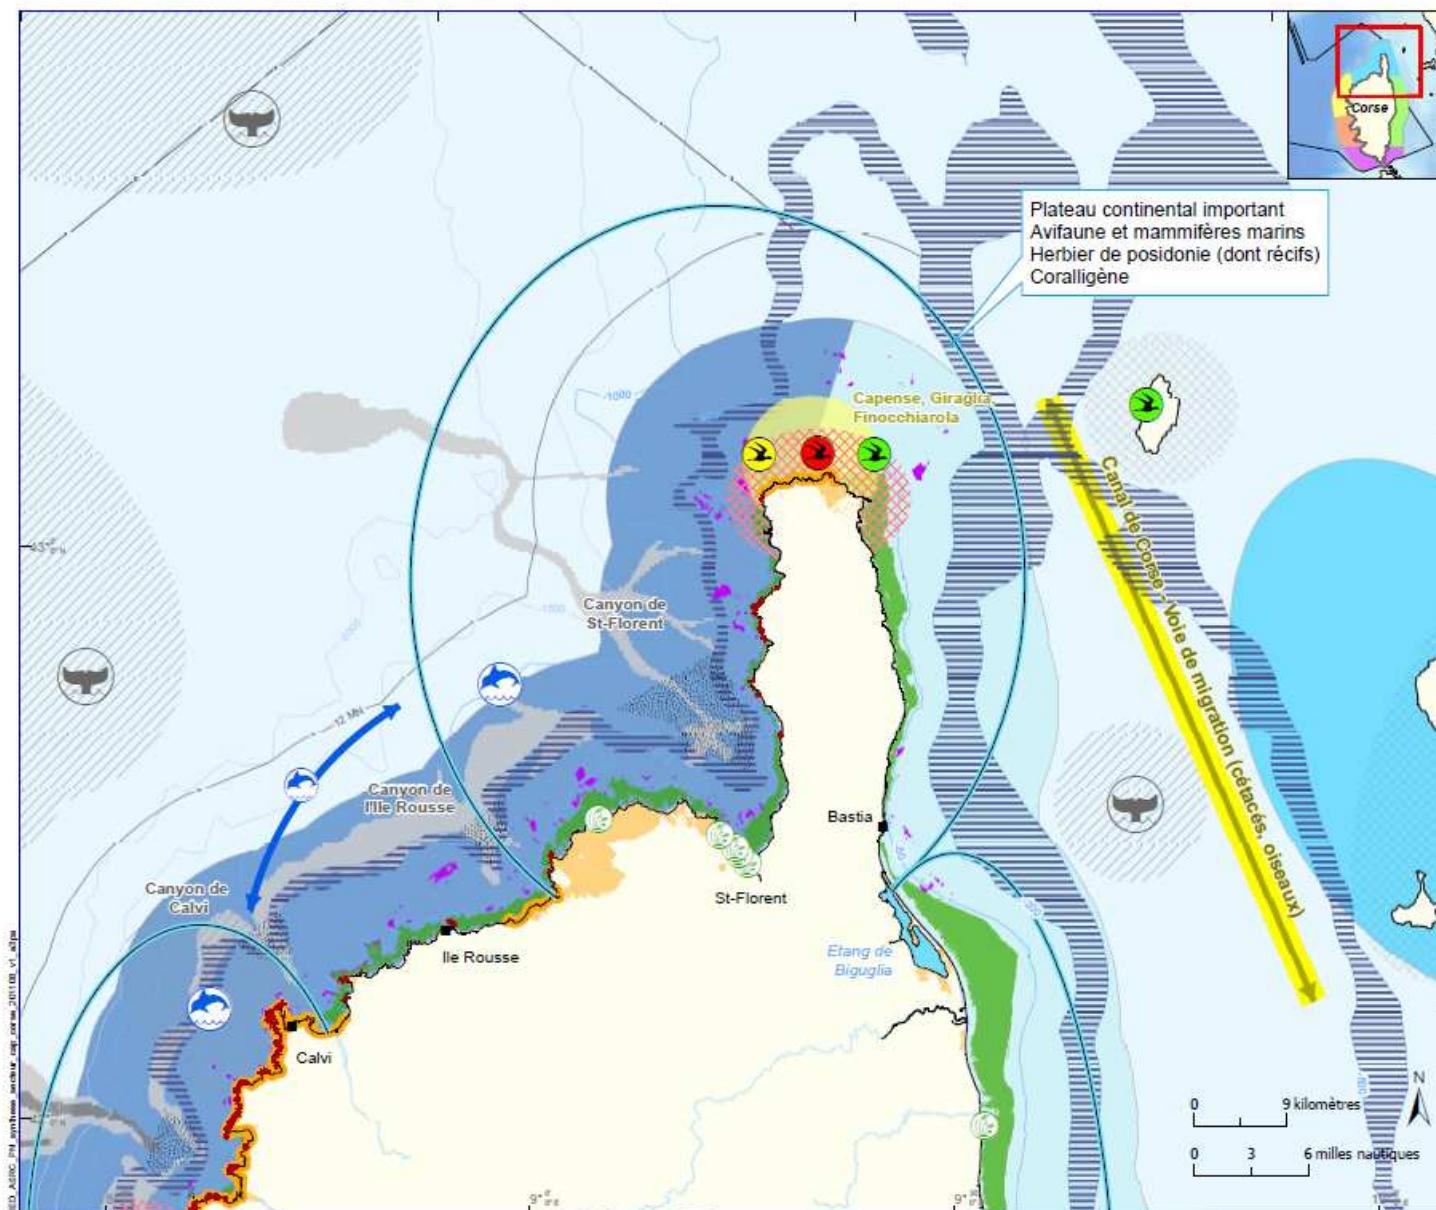 Corse
Plateau continental important
Avifaune et mammifères marins
Herbier de posidonie (dont récifs)
Coralligène
-1000
Capense, Giraglia,
Finocchiarola
Canal de Corse - Voie de migration (cétacés, oiseaux)
Canyon de
St-Florent
12 MN
Canyon de
l'Ile Rousse
Bastia
Canyon de
Calvi
St-Florent
Ile Rousse
Etang de
Biguglia
Calvi
N
0 9 kilomètres
0 3 6 milles nautiques